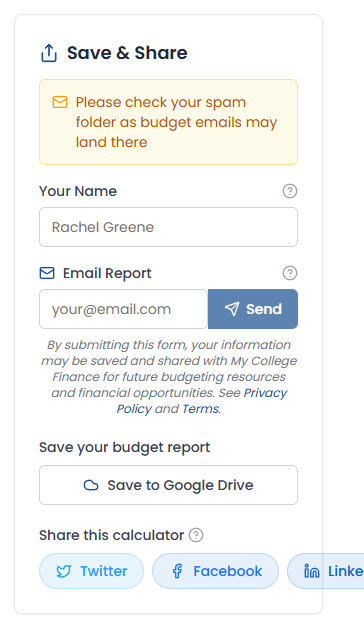 Save & Share
Please check your spam
folder as budget emails may
land there
Your Name
Rachel Greene
Email Report
your@email.com
Send
By submitting this form, your information
may be saved and shared with My College
Finance for future budgeting resources
and financial opportunities. See Privacy
Policy and Terms.
Save your budget report
Save to Google Drive
Share this calculator
Twitter
Facebook
Linke